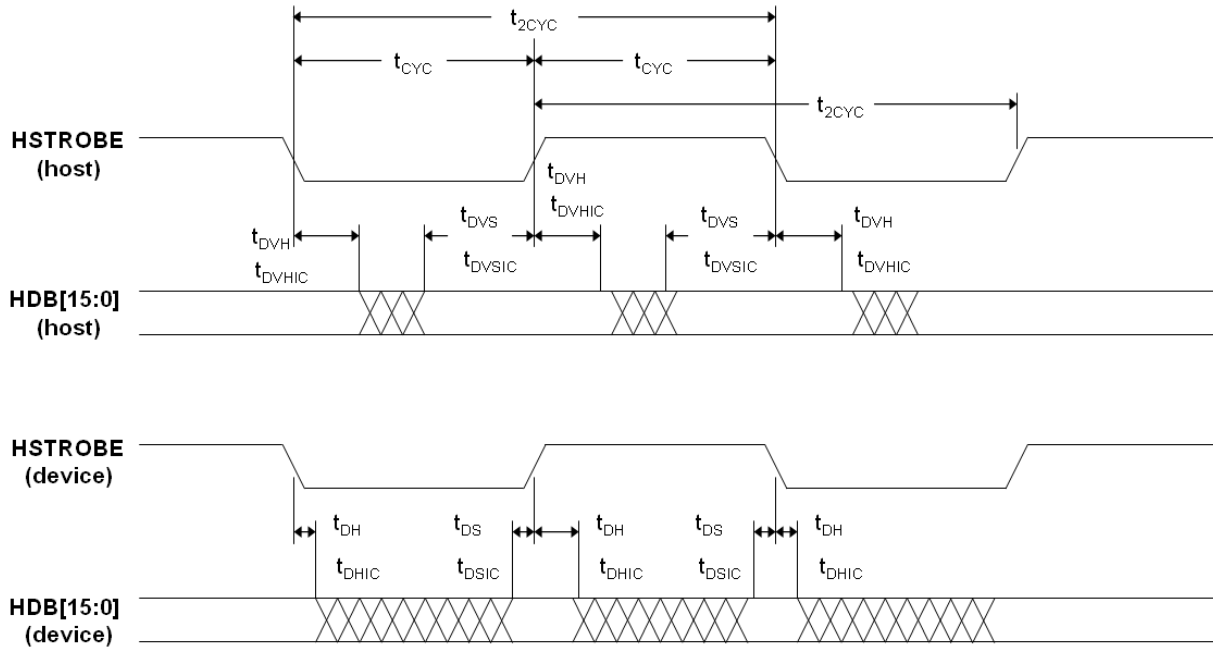 t2CYC
tCYC tCYC
t2CYC
HSTROBE
(host)
tDVH
tDVHIC
tDVS tDVS tDVH
tDVH
tDVSIC tDVSIC tDVHIC
tDVHIC
HDB[15:0]
(host)
HSTROBE
(device)
tDH tDS tDH tDS tDH
tDHIC tDSIC tDHIC tDSIC tDHIC
HDB[15:0]
(device)